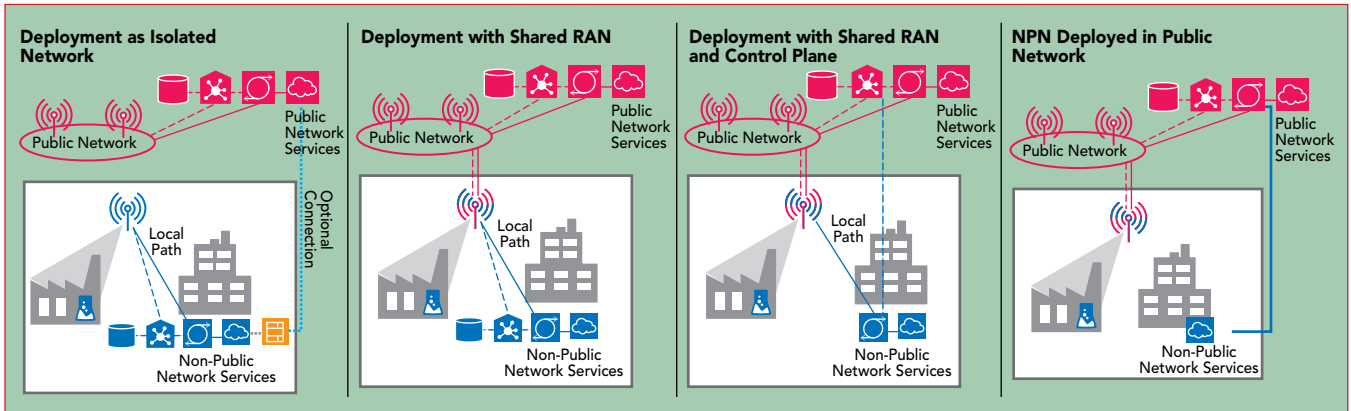 Deployment as Isolated
Network
Public
Network
Services
Public Network
Optional
Connection
Local
Path
Non-Public
Network Services
Deployment with Shared RAN
Public
Network
Services
Public Network
Local
Path
Non-Public
Network Services
Deployment with Shared RAN
and Control Plane
Public
Network
Services
Public Network
Local
Path
Non-Public
Network Services
NPN Deployed in Public
Network
Public
Network
Services
Public Network
Non-Public
Network Services